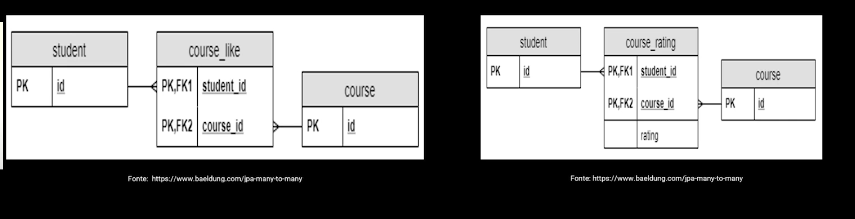 student
PK id
course_like
PK,FK1 student_id
PK,FK2 course_id
course
PK id
Fonte: https://www.baeldung.com/jpa-many-to-many
student
PK id
course_rating
PK,FK1 student_id
PK,FK2 course_id
rating
course
PK id
Fonte: https://www.baeldung.com/jpa-many-to-many